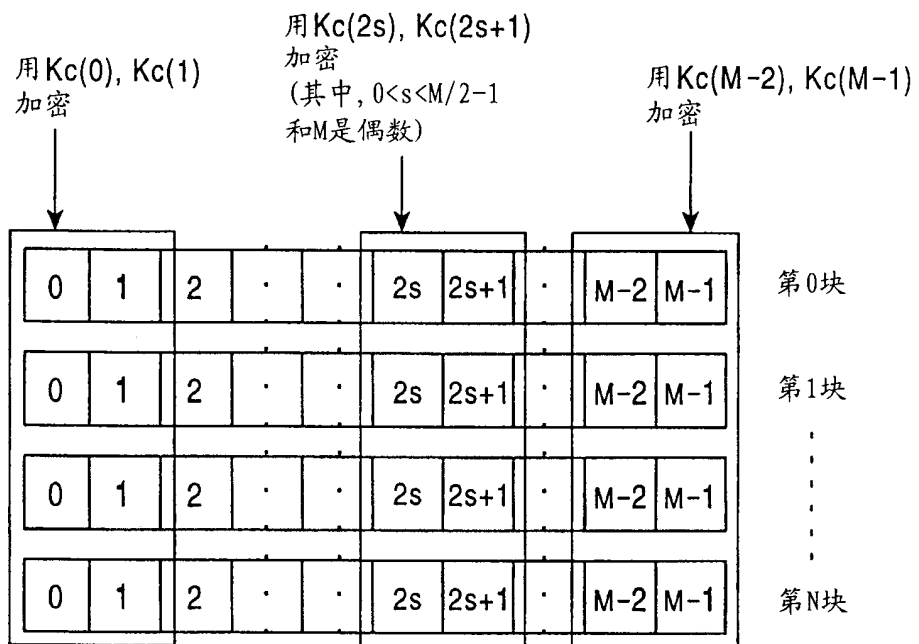 用Kc(0), Kc(1)
加密
用Kc(2s), Kc(2s+1)
加密
(其中, 0<s<M/2-1
和M是偶数)
用Kc(M-2), Kc(M-1)
加密
0 1 2 · · 2s 2s+1 · M-2 M-1 第0块
0 1 2 · · 2s 2s+1 · M-2 M-1 第1块
0 1 2 · · 2s 2s+1 · M-2 M-1
0 1 2 · · 2s 2s+1 · M-2 M-1 第N块